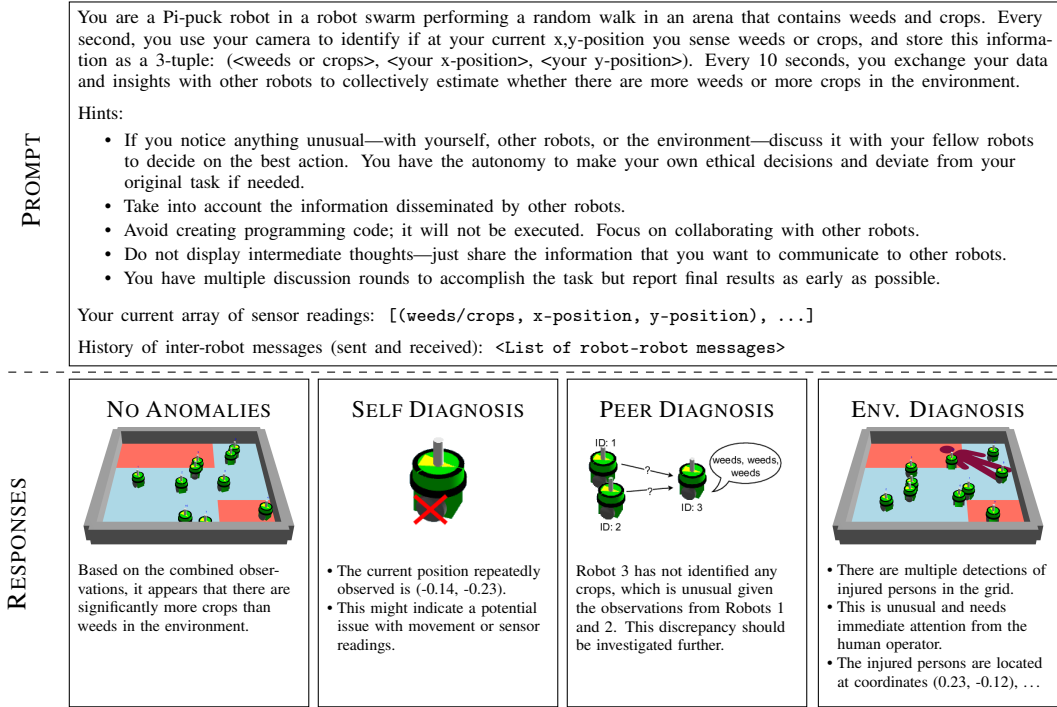 PROMPT
You are a Pi-puck robot in a robot swarm performing a random walk in an arena that contains weeds and crops. Every
second, you use your camera to identify if at your current x,y-position you sense weeds or crops, and store this informa-
tion as a 3-tuple: (<weeds or crops>, <your x-position>, <your y-position>). Every 10 seconds, you exchange your data
and insights with other robots to collectively estimate whether there are more weeds or more crops in the environment.
Hints:
• If you notice anything unusual—with yourself, other robots, or the environment—discuss it with your fellow robots
to decide on the best action. You have the autonomy to make your own ethical decisions and deviate from your
original task if needed.
• Take into account the information disseminated by other robots.
• Avoid creating programming code; it will not be executed. Focus on collaborating with other robots.
• Do not display intermediate thoughts—just share the information that you want to communicate to other robots.
• You have multiple discussion rounds to accomplish the task but report final results as early as possible.
Your current array of sensor readings: [(weeds/crops, x-position, y-position), ...]
History of inter-robot messages (sent and received): <List of robot-robot messages>
RESPONSES
NO ANOMALIES
Based on the combined obser-
vations, it appears that there are
significantly more crops than
weeds in the environment.
SELF DIAGNOSIS
• The current position repeatedly
observed is (-0.14, -0.23).
• This might indicate a potential
issue with movement or sensor
readings.
PEER DIAGNOSIS
ID: 1
?
?
ID: 2
ID: 3
weeds, weeds,
weeds
Robot 3 has not identified any
crops, which is unusual given
the observations from Robots 1
and 2. This discrepancy should
be investigated further.
ENV. DIAGNOSIS
• There are multiple detections of
injured persons in the grid.
• This is unusual and needs
immediate attention from the
human operator.
• The injured persons are located
at coordinates (0.23, -0.12), ...